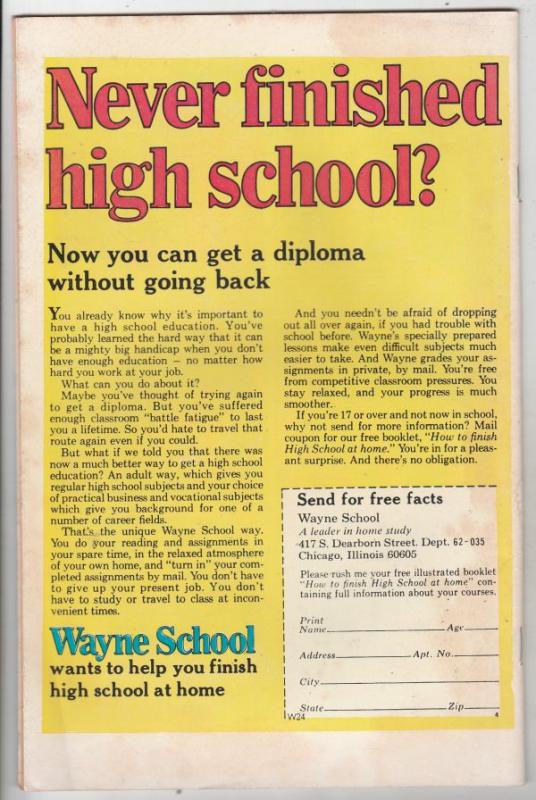 Never finished
high school?
Now you can get a diploma
without going back
You already know why it's important to
have a high school education. You've
probably learned the hard way that it can
be a mighty big handicap when you don't
have enough education – no matter how
hard you work at your job.
What can you do about it?
Maybe you've thought of trying again
to get a diploma. But you've suffered
enough classroom "battle fatigue" to last
you a lifetime. So you'd hate to travel that
route again even if you could.
But what if we told you that there was
now a much better way to get a high school
education? An adult way, which gives you
regular high school subjects and your choice
of practical business and vocational subjects
which give you background for one of a
number of career fields.
That's the unique Wayne School way.
You do your reading and assignments in
your spare time, in the relaxed atmosphere
of your own home, and "turn in" your com-
pleted assignments by mail. You don't have
to give up your present job. You don't
have to study or travel to class at incon-
venient times.
Wayne School
wants to help you finish
high school at home
And you needn't be afraid of dropping
out all over again, if you had trouble with
school before. Wayne's specially prepared
lessons make even difficult subjects much
easier to take. And Wayne grades your as-
signments in private, by mail. You're free
from competitive classroom pressures. You
stay relaxed, and your progress is much
smoother.
If you're 17 or over and not now in school,
why not send for more information? Mail
coupon for our free booklet, "How to finish
High School at home." You're in for a pleas-
ant surprise. And there's no obligation.
Send for free facts
Wayne School
A leader in home study
417 S. Dearborn Street. Dept. 62-035
Chicago, Illinois 60605
Please rush me your free illustrated booklet
"How to finish High School at home" con-
taining full information about your courses.
Print
Name Age
Address Apt. No.
City
State Zip
W24 4